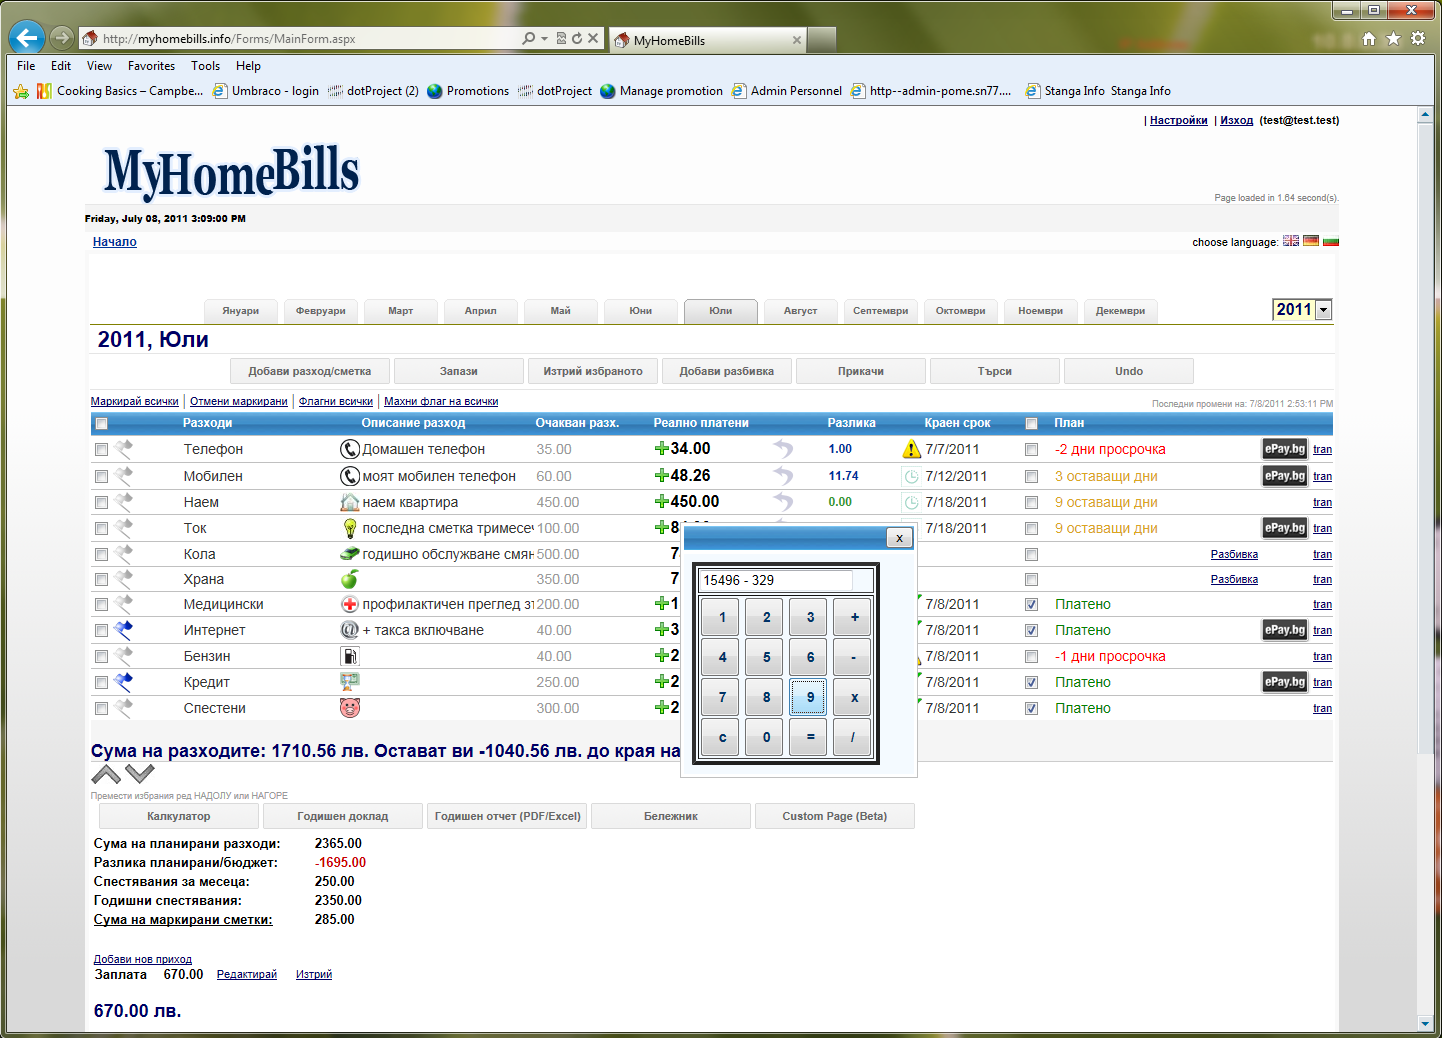 http://myhomebills.info/Forms/MainForm.aspx
MyHomeBills
File Edit View Favorites Tools Help
Cooking Basics – Campbe... Umbraco - login dotProject (2) Promotions dotProject Manage promotion Admin Personnel http--admin-pome.sn77.... Stanga Info Stanga Info
| Настройки | Изход (test@test.test)
MyHomeBills
Page loaded in 1.64 second(s).
Friday, July 08, 2011 3:09:00 PM
Начало
choose language:
Януари Февруари Март Април Май Юни Юли Август Септември Октомври Ноември Декември 2011
2011, Юли
Добави разход/сметка Запази Изтрий избраното Добави разбивка Прикачи Търси Undo
Маркирай всички | Отмени маркирани | Флагни всички | Махни флаг на всички
Последни промени на: 7/8/2011 2:53:11 PM
Разходи Описание разход Очакван разх. Реално платени Разлика Краен срок План
Телефон Домашен телефон 35.00 34.00 1.00 7/7/2011 -2 дни просрочка ePay.bg tran
Мобилен моят мобилен телефон 60.00 48.26 11.74 7/12/2011 3 оставащи дни ePay.bg tran
Наем наем квартира 450.00 450.00 0.00 7/18/2011 9 оставащи дни tran
Ток последна сметка тримесеч 100.00 8 7/18/2011 9 оставащи дни ePay.bg tran
Кола годишно обслужване смян 500.00 7 Разбивка tran
Храна 350.00 7 Разбивка tran
Медицински профилактичен преглед зт 200.00 1 7/8/2011 Платено tran
Интернет + такса включване 40.00 3 7/8/2011 Платено ePay.bg tran
Бензин 40.00 2 7/8/2011 -1 дни просрочка tran
Кредит 250.00 2 7/8/2011 Платено ePay.bg tran
Спестени 300.00 2 7/8/2011 Платено tran
x
15496 - 329
1 2 3 +
4 5 6 -
7 8 9 x
c 0 = /
Сума на разходите: 1710.56 лв. Остават ви -1040.56 лв. до края на
Премести избрания ред НАДОЛУ или НАГОРЕ
Калкулатор Годишен доклад Годишен отчет (PDF/Excel) Бележник Custom Page (Beta)
Сума на планирани разходи: 2365.00
Разлика планирани/бюджет: -1695.00
Спестявания за месеца: 250.00
Годишни спестявания: 2350.00
Сума на маркирани сметки: 285.00
Добави нов приход
Заплата 670.00 Редактирай Изтрий
670.00 лв.